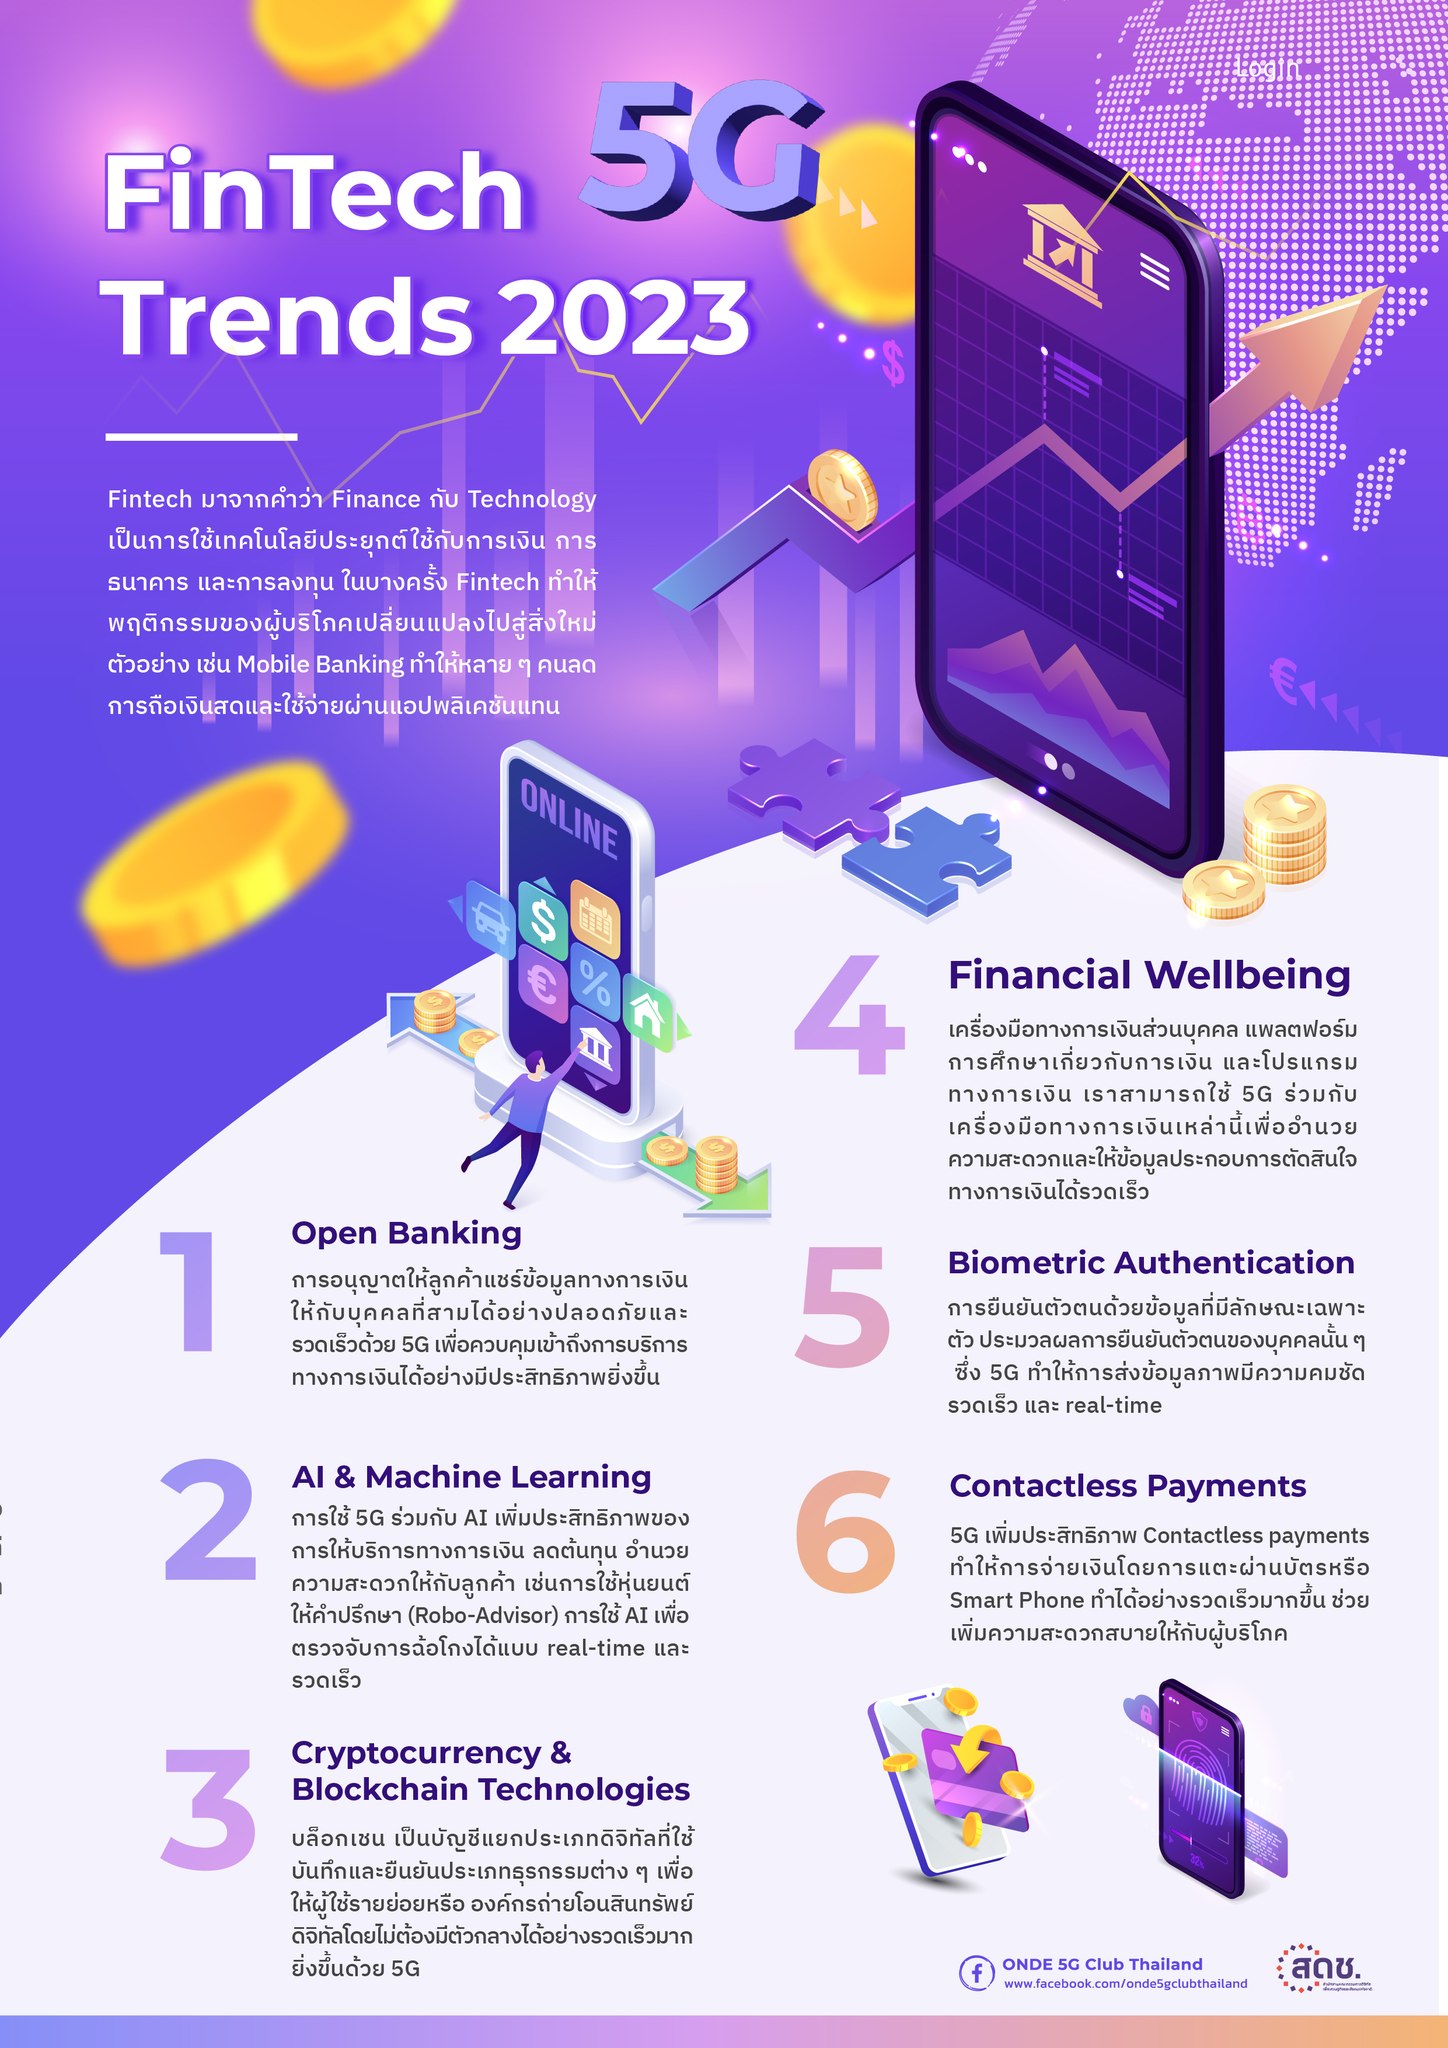 Login
5G
FinTech
Trends 2023
Fintech มาจากคำว่า Finance กับ Technology
เป็นการใช้เทคโนโลยีประยุกต์ใช้กับการเงิน การ
ธนาคาร และการลงทุน ในบางครั้ง Fintech ทำให้
พฤติกรรมของผู้บริโภคเปลี่ยนแปลงไปสู่สิ่งใหม่
ตัวอย่าง เช่น Mobile Banking ทำให้หลาย ๆ คนลด
การถือเงินสดและใช้จ่ายผ่านแอปพลิเคชันแทน
ONLINE
1
Open Banking
การอนุญาตให้ลูกค้าแชร์ข้อมูลทางการเงิน
ให้กับบุคคลที่สามได้อย่างปลอดภัยและ
รวดเร็วด้วย 5G เพื่อควบคุมเข้าถึงการบริการ
ทางการเงินได้อย่างมีประสิทธิภาพยิ่งขึ้น
2
AI & Machine Learning
การใช้ 5G ร่วมกับ AI เพิ่มประสิทธิภาพของ
การให้บริการทางการเงิน ลดต้นทุน อำนวย
ความสะดวกให้กับลูกค้า เช่นการใช้หุ่นยนต์
ให้คำปรึกษา (Robo-Advisor) การใช้ AI เพื่อ
ตรวจจับการฉ้อโกงได้แบบ real-time และ
รวดเร็ว
3
Cryptocurrency &
Blockchain Technologies
บล็อกเชน เป็นบัญชีแยกประเภทดิจิทัลที่ใช้
บันทึกและยืนยันประเภทธุรกรรมต่าง ๆ เพื่อ
ให้ผู้ใช้รายย่อยหรือ องค์กรถ่ายโอนสินทรัพย์
ดิจิทัลโดยไม่ต้องมีตัวกลางได้อย่างรวดเร็วมาก
ยิ่งขึ้นด้วย 5G
4
Financial Wellbeing
เครื่องมือทางการเงินส่วนบุคคล แพลตฟอร์ม
การศึกษาเกี่ยวกับการเงิน และโปรแกรม
ทางการเงิน เราสามารถใช้ 5G ร่วมกับ
เครื่องมือทางการเงินเหล่านี้เพื่ออำนวย
ความสะดวกและให้ข้อมูลประกอบการตัดสินใจ
ทางการเงินได้รวดเร็ว
5
Biometric Authentication
การยืนยันตัวตนด้วยข้อมูลที่มีลักษณะเฉพาะ
ตัว ประมวลผลการยืนยันตัวตนของบุคคลนั้น ๆ
ซึ่ง 5G ทำให้การส่งข้อมูลภาพมีความคมชัด
รวดเร็ว และ real-time
6
Contactless Payments
5G เพิ่มประสิทธิภาพ Contactless payments
ทำให้การจ่ายเงินโดยการแตะผ่านบัตรหรือ
Smart Phone ทำได้อย่างรวดเร็วมากขึ้น ช่วย
เพิ่มความสะดวกสบายให้กับผู้บริโภค
32%
ONDE 5G Club Thailand
www.facebook.com/onde5gclubthailand
สดช.